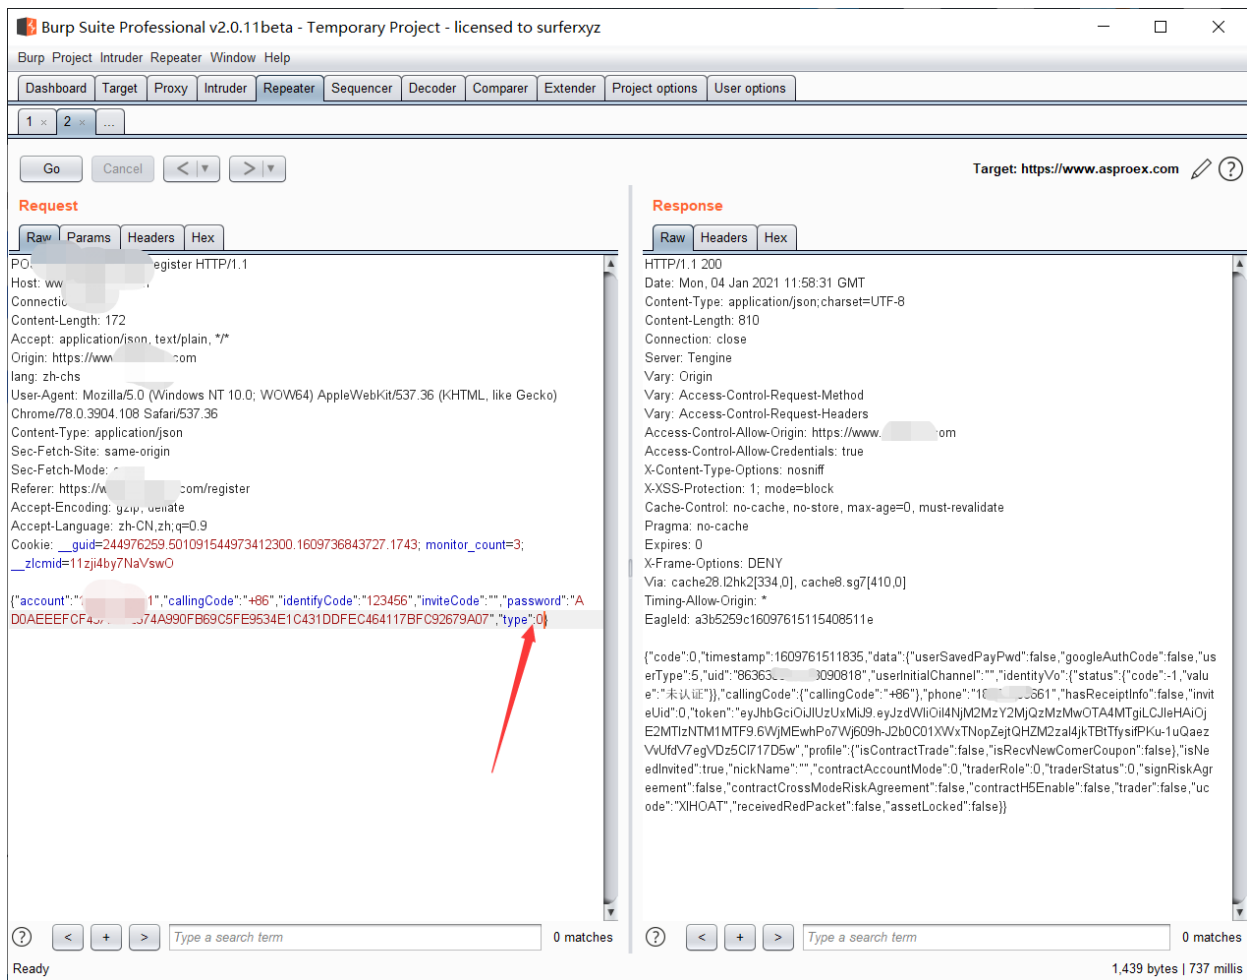 Burp Suite Professional v2.0.11beta - Temporary Project - licensed to surferxyz
Burp Project Intruder Repeater Window Help
Dashboard Target Proxy Intruder Repeater Sequencer Decoder Comparer Extender Project options User options
1 × 2 × ...
Go Cancel < > Target: https://www.asproex.com
Request
Raw Params Headers Hex
egister HTTP/1.1
Host: ww
Connectio
Content-Length: 172
Accept: application/json, text/plain, */*
Origin: https://www .com
lang: zh-chs
User-Agent: Mozilla/5.0 (Windows NT 10.0; WOW64) AppleWebKit/537.36 (KHTML, like Gecko)
Chrome/78.0.3904.108 Safari/537.36
Content-Type: application/json
Sec-Fetch-Site: same-origin
Sec-Fetch-Mode:
Referer: https://w .com/register
Accept-Encoding: gzip, deflate
Accept-Language: zh-CN,zh;q=0.9
Cookie: __guid=244976259.501091544973412300.1609736843727.1743; monitor_count=3;
__zlcmid=11zji4by7NaVswO
{"account":" 1","callingCode":"+86","identifyCode":"123456","inviteCode":"","password":"A
D0AEEEFCF 574A990FB69C5FE9534E1C431DDFEC464117BFC92679A07","type":0}
? < + > Type a search term 0 matches
Response
Raw Headers Hex
HTTP/1.1 200
Date: Mon, 04 Jan 2021 11:58:31 GMT
Content-Type: application/json;charset=UTF-8
Content-Length: 810
Connection: close
Server: Tengine
Vary: Origin
Vary: Access-Control-Request-Method
Vary: Access-Control-Request-Headers
Access-Control-Allow-Origin: https://www. om
Access-Control-Allow-Credentials: true
X-Content-Type-Options: nosniff
X-XSS-Protection: 1; mode=block
Cache-Control: no-cache, no-store, max-age=0, must-revalidate
Pragma: no-cache
Expires: 0
X-Frame-Options: DENY
Via: cache28.l2hk2[334,0], cache8.sg7[410,0]
Timing-Allow-Origin: *
EagleId: a3b5259c16097615115408511e
{"code":0,"timestamp":1609761511835,"data":{"userSavedPayPwd":false,"googleAuthCode":false,"us
erType":5,"uid":"86363 3090818","userInitialChannel":"","identityVo":{"status":{"code":-1,"valu
e":"未认证"}},"callingCode":{"callingCode":"+86"},"phone":"18 661","hasReceiptInfo":false,"invit
eUid":0,"token":"eyJhbGciOiJIUzUxMiJ9.eyJzdWIiOiI4NjM2MzY2MjQzMzMwOTA4MTgiLCJleHAiOj
E2MTIzNTM1MTF9.6WjMEwhPo7Wj609h-J2b0C01XWxTNopZejtQHZM2zal4jkTBtTfysifPKu-1uQaez
VvUfdV7egVDz5Cl717D5w","profile":{"isContractTrade":false,"isRecvNewComerCoupon":false},"isNe
edInvited":true,"nickName":"","contractAccountMode":0,"traderRole":0,"traderStatus":0,"signRiskAgr
eement":false,"contractCrossModeRiskAgreement":false,"contractH5Enable":false,"trader":false,"uc
ode":"XIHOAT","receivedRedPacket":false,"assetLocked":false}}
? < + > Type a search term 0 matches
Ready 1,439 bytes | 737 millis